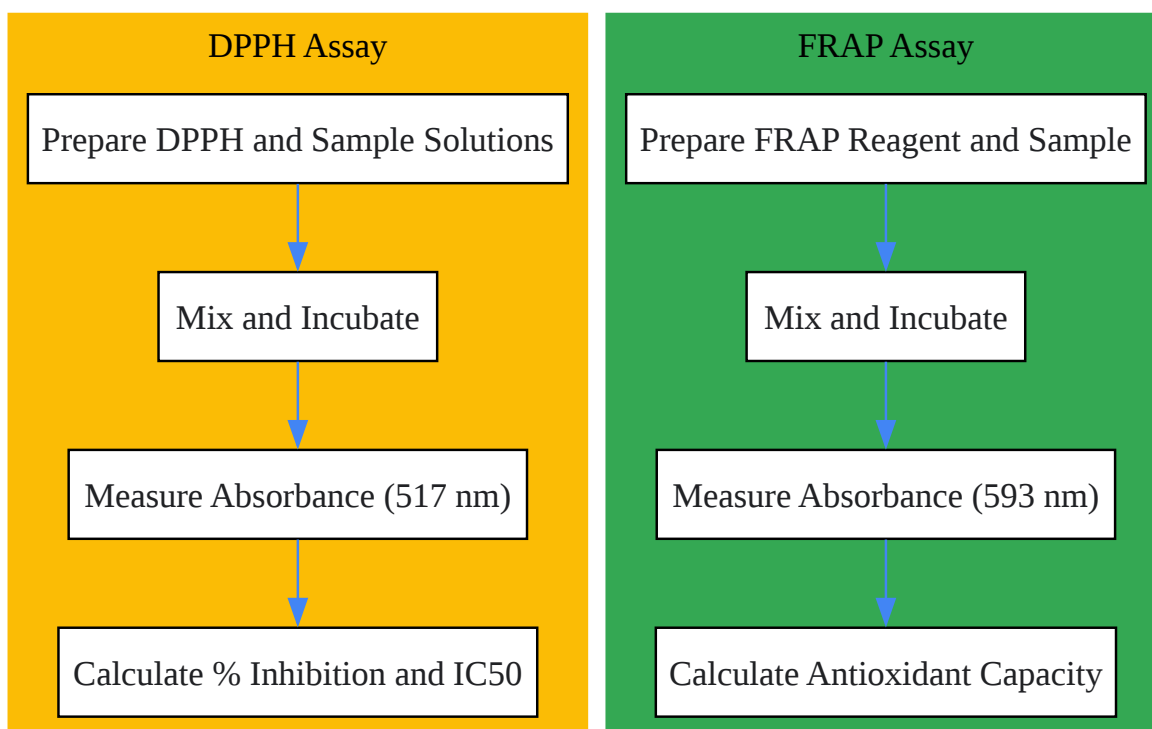 DPPH Assay
Prepare DPPH and Sample Solutions
Mix and Incubate
Measure Absorbance (517 nm)
Calculate % Inhibition and IC50
FRAP Assay
Prepare FRAP Reagent and Sample
Mix and Incubate
Measure Absorbance (593 nm)
Calculate Antioxidant Capacity